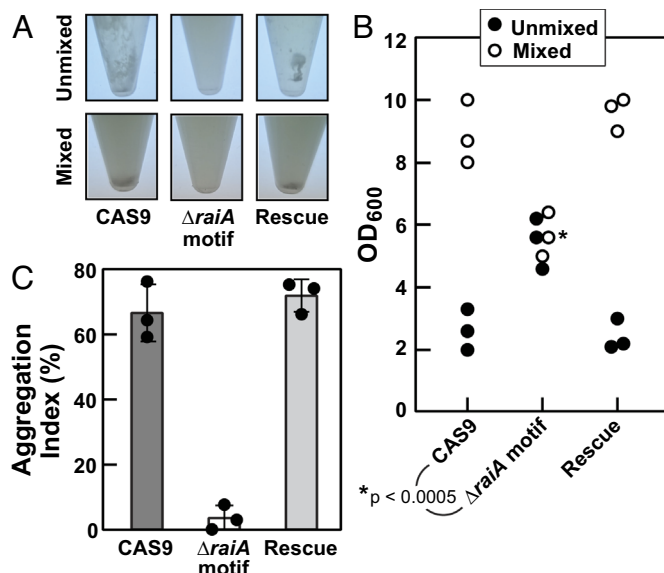 A
Unmixed
Mixed
CAS9
ΔraiA
motif
Rescue
B
Unmixed
Mixed
OD600
12
10
8
6
4
2
0
*
CAS9
ΔraiA motif
Rescue
*p < 0.0005
C
Aggregation
Index (%)
80
60
40
20
0
CAS9
ΔraiA
motif
Rescue